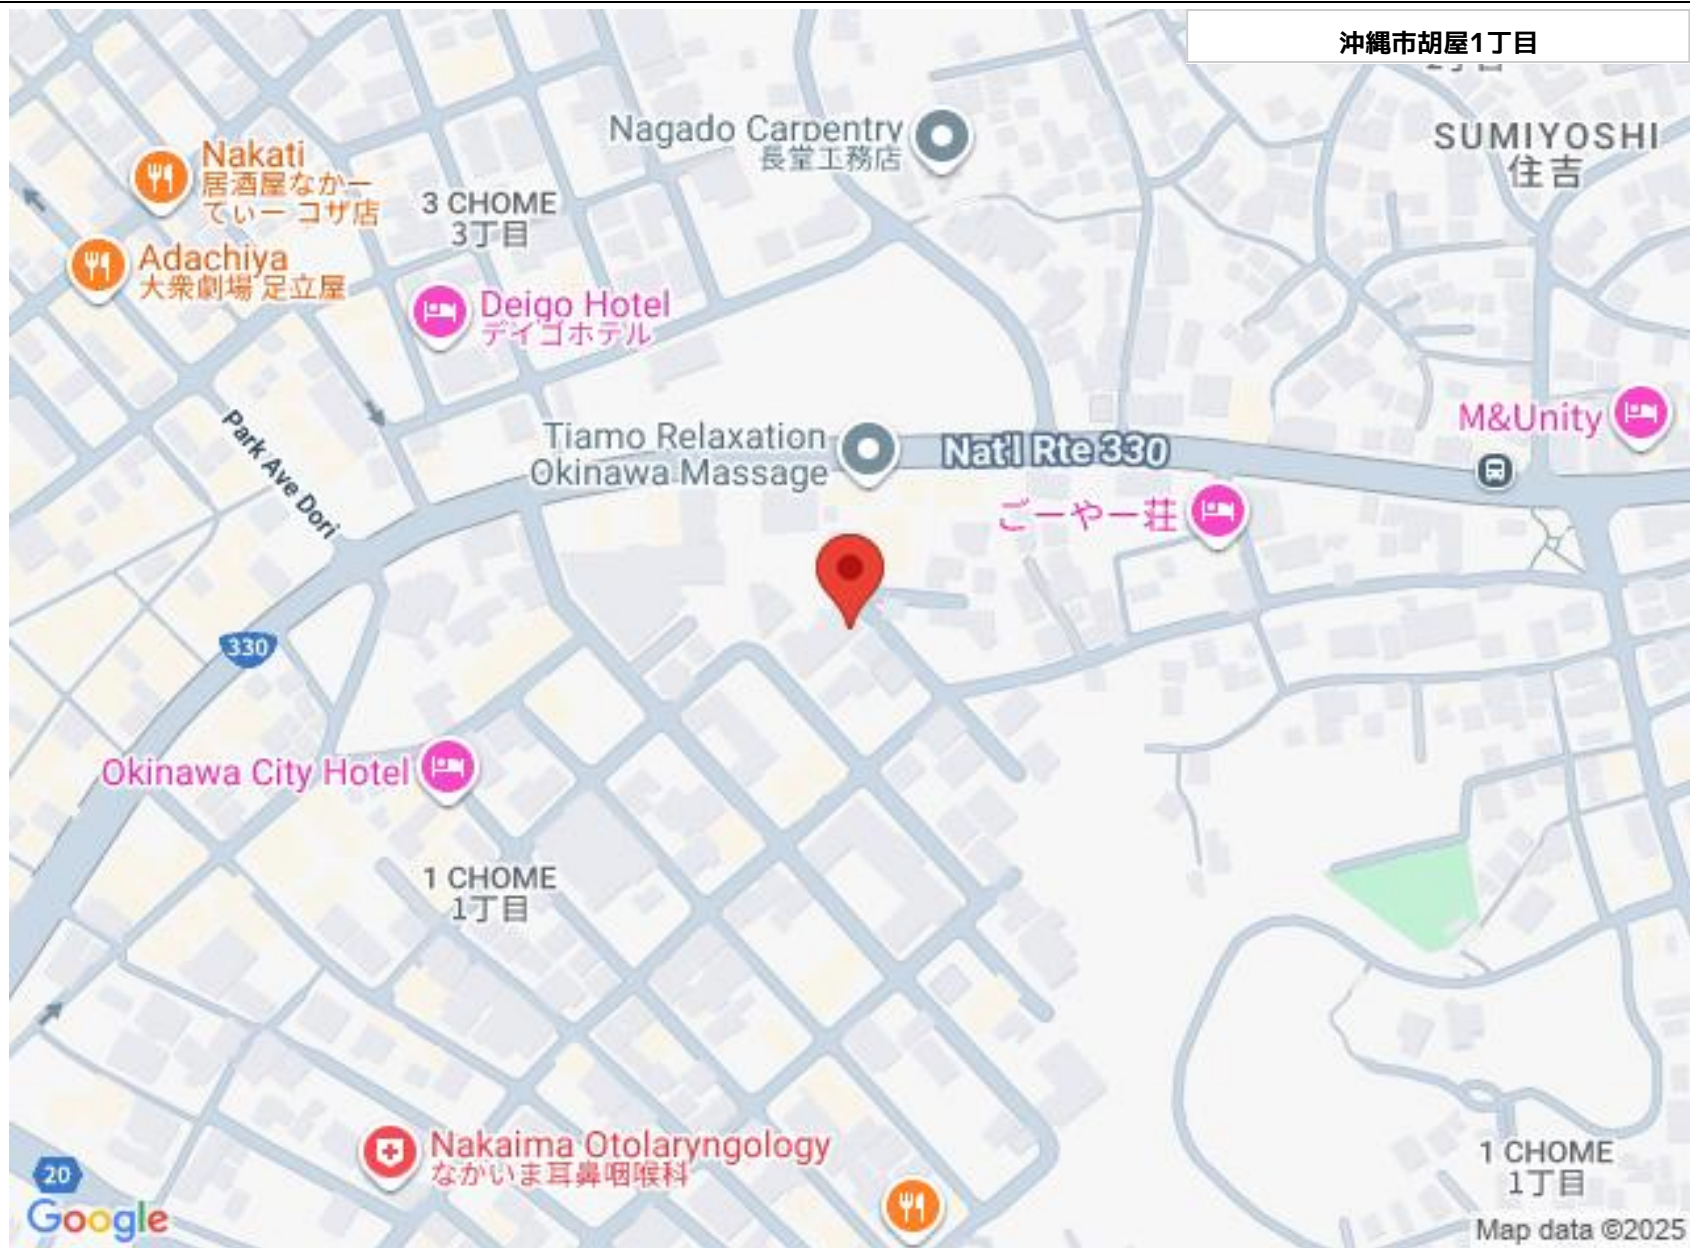 沖縄市胡屋1丁目
2丁目
Nagado Carpentry
長堂工務店
SUMIYOSHI
住吉
Nakati
居酒屋なかー
てぃー コザ店
3 CHOME
3丁目
Adachiya
大衆劇場 足立屋
Deigo Hotel
デイゴホテル
Park Ave Dori
Tiamo Relaxation
Okinawa Massage
Nat'l Rte 330
M&Unity
ごーやー荘
330
Okinawa City Hotel
1 CHOME
1丁目
Nakaima Otolaryngology
なかいま耳鼻咽喉科
20
1 CHOME
1丁目
Google
Map data ©2025